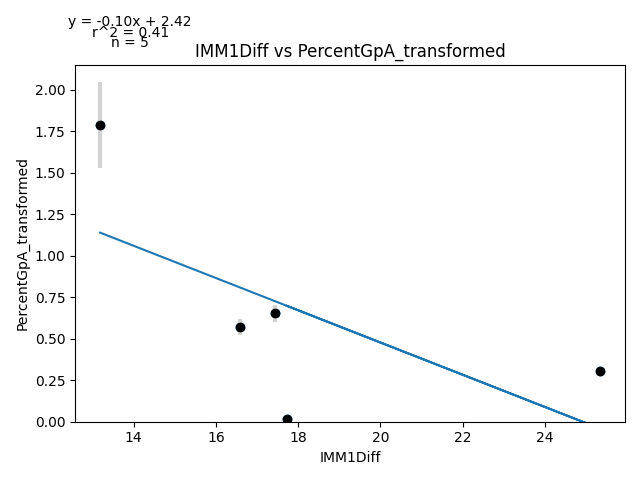 y = -0.10x + 2.42
r^2 = 0.41
n = 5
IMM1Diff vs PercentGpA_transformed
PercentGpA_transformed
2.00
1.75
1.50
1.25
1.00
0.75
0.50
0.25
0.00
14 16 18 20 22 24
IMM1Diff